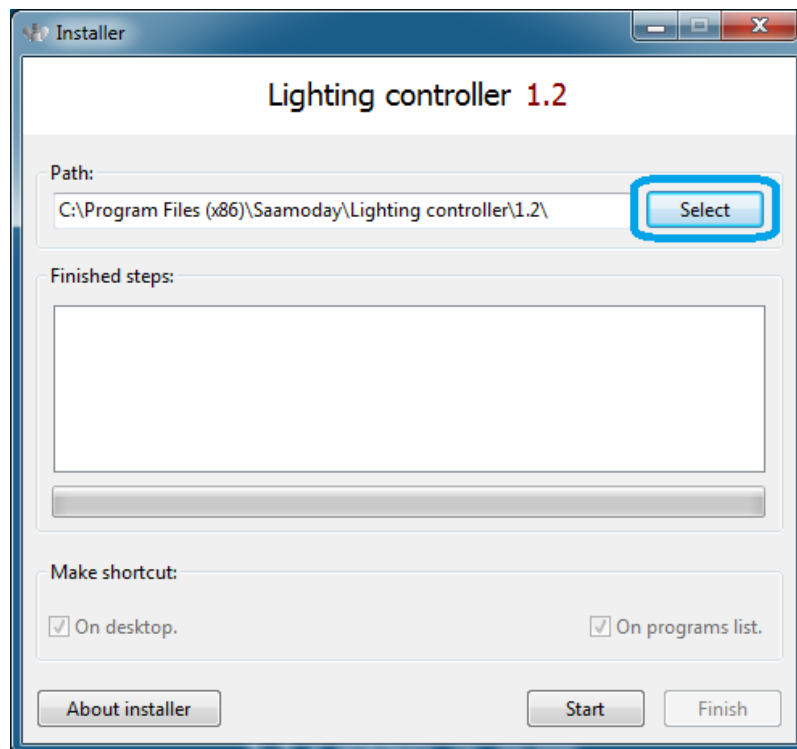 Installer
Lighting controller 1.2
Path:
C:\Program Files (x86)\Saamoday\Lighting controller\1.2\
Select
Finished steps:
Make shortcut:
On desktop.
On programs list.
About installer
Start
Finish